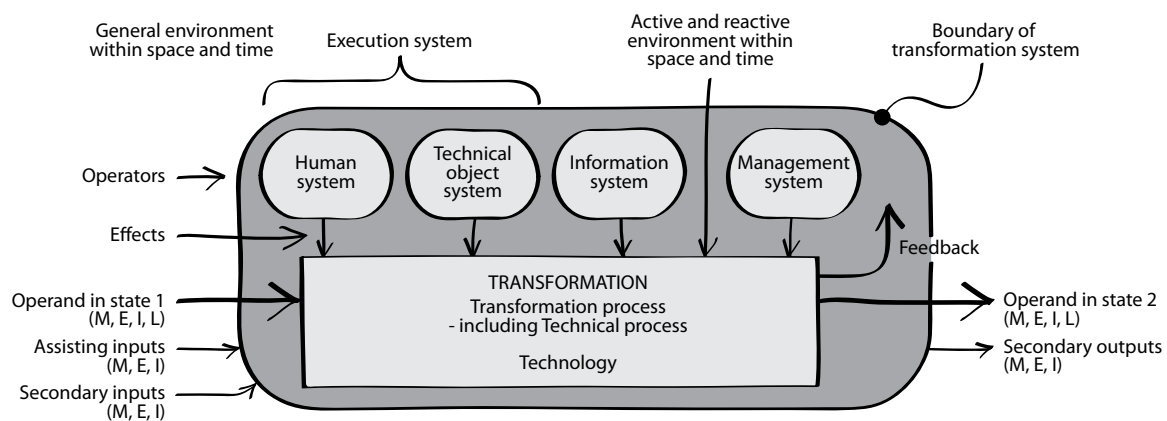 General environment
within space and time
Execution system
Active and reactive
environment within
space and time
Boundary of
transformation system
Operators
Human
system
Technical
object
system
Information
system
Management
system
Effects
Feedback
Operand in state 1
(M, E, I, L)
TRANSFORMATION
Transformation process
- including Technical process
Technology
Operand in state 2
(M, E, I, L)
Assisting inputs
(M, E, I)
Secondary outputs
(M, E, I)
Secondary inputs
(M, E, I)